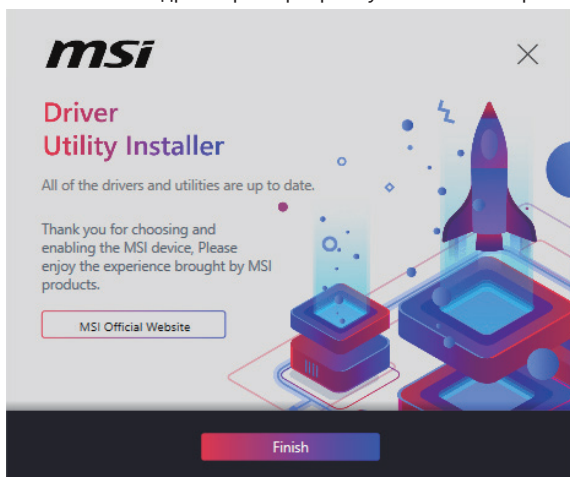 msi
Driver
Utility Installer
All of the drivers and utilities are up to date.
Thank you for choosing and
enabling the MSI device, Please
enjoy the experience brought by MSI
products.
MSI Official Website
Finish